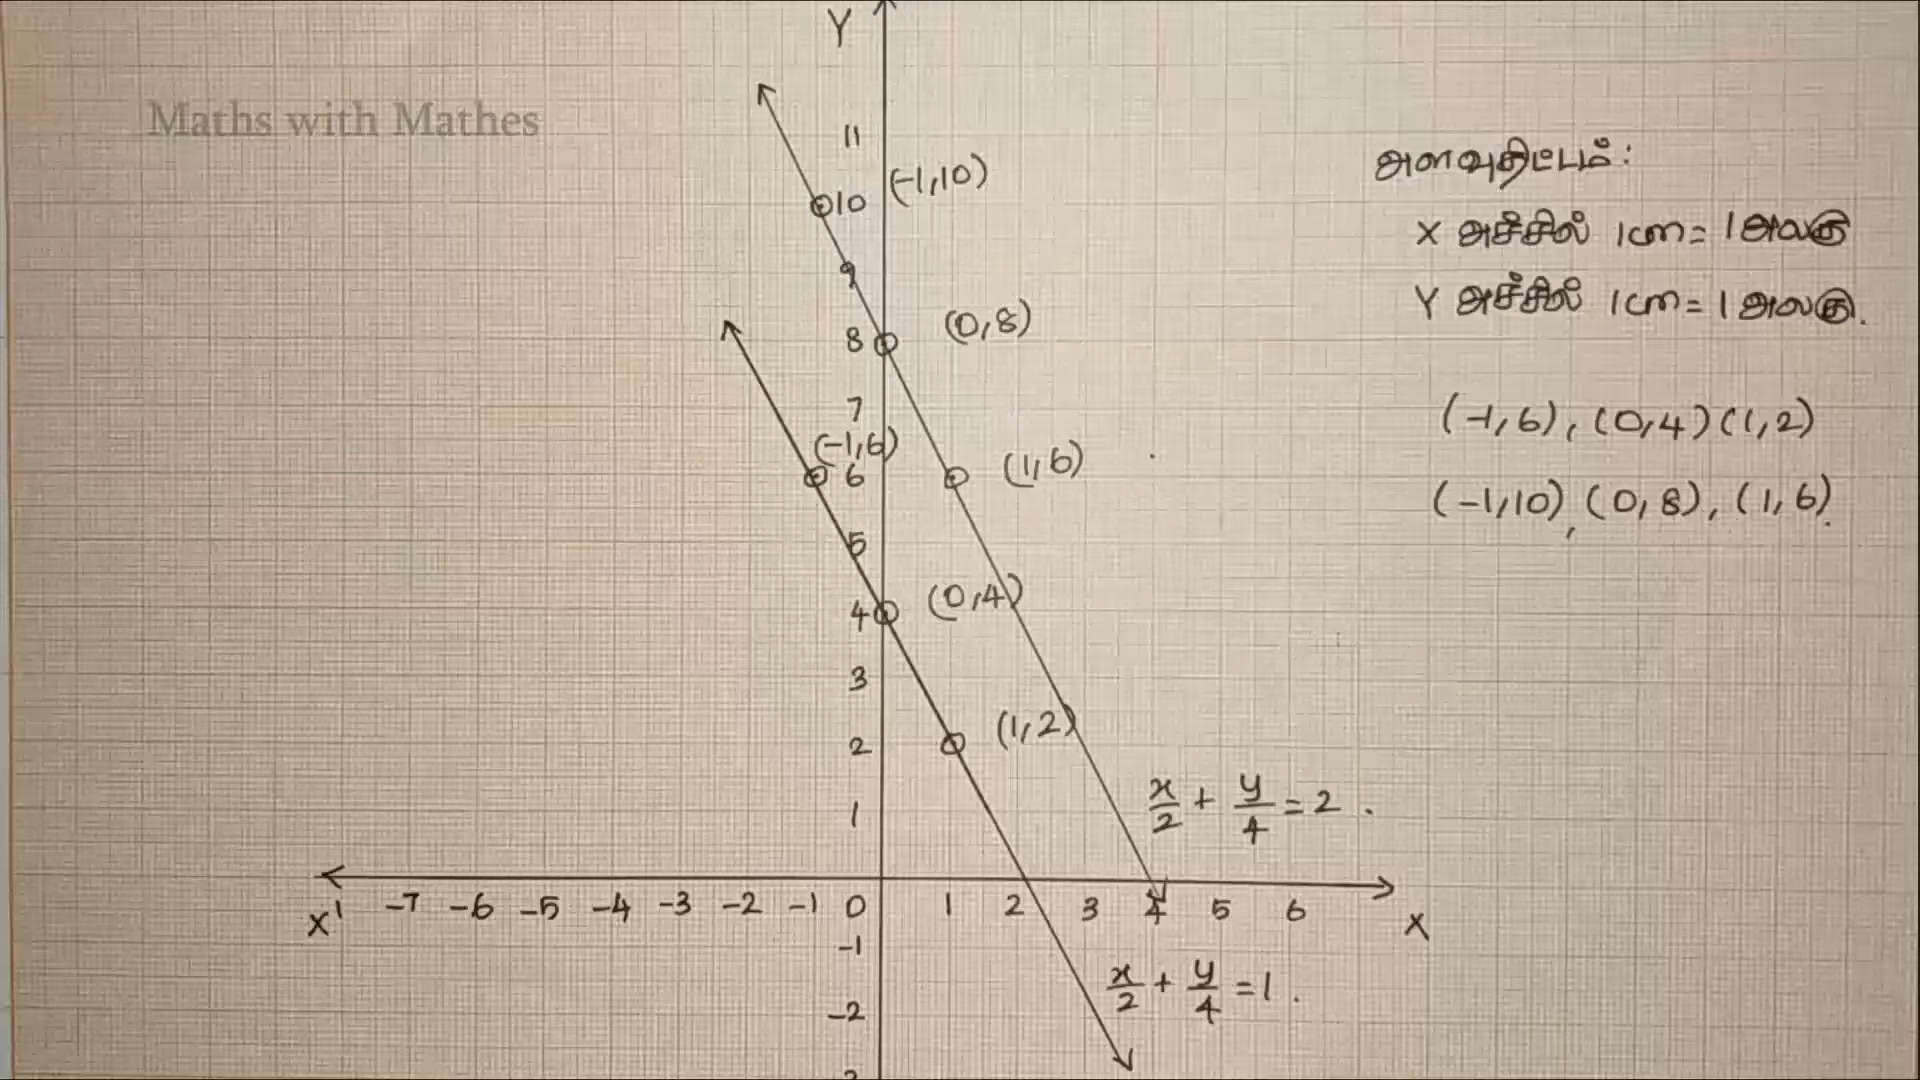 Y
Maths with Mathes
11
(-1,10)
10
அளவுதிட்டம்:
X அச்சில் 1cm = 1 அலகு
Y அச்சில் 1cm = 1 அலகு.
9
(0,8)
8
7
(-1,6), (0,4) (1,2)
(-1,6)
6
(1,6)
(-1,10), (0,8), (1,6).
5
(0,4)
4
3
(1,2)
2
x/2 + y/4 = 2.
1
X' -7 -6 -5 -4 -3 -2 -1 0 1 2 3 4 5 6 X
-1
x/2 + y/4 = 1.
-2